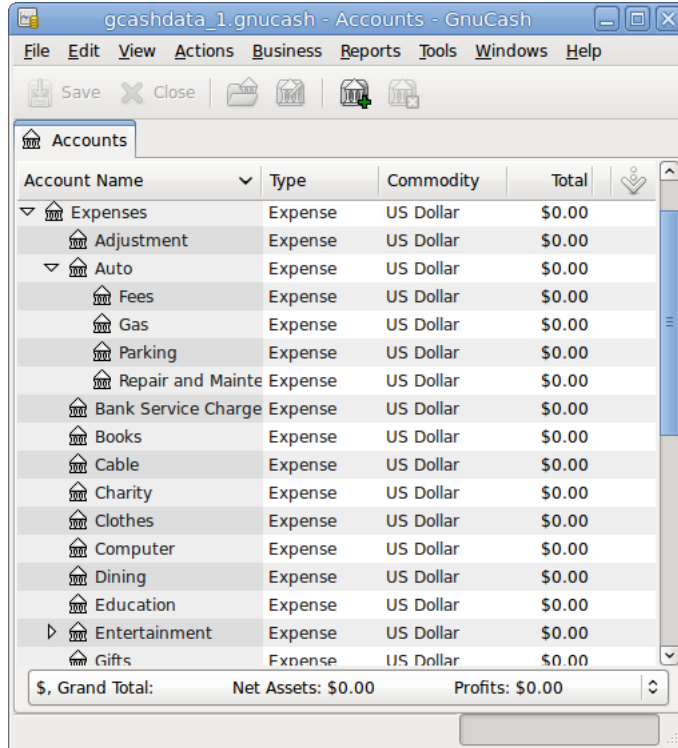 gcashdata_1.gnucash - Accounts - GnuCash
File Edit View Actions Business Reports Tools Windows Help
Save Close
Accounts
Account Name Type Commodity Total
Expenses Expense US Dollar $0.00
Adjustment Expense US Dollar $0.00
Auto Expense US Dollar $0.00
Fees Expense US Dollar $0.00
Gas Expense US Dollar $0.00
Parking Expense US Dollar $0.00
Repair and Mainte Expense US Dollar $0.00
Bank Service Charge Expense US Dollar $0.00
Books Expense US Dollar $0.00
Cable Expense US Dollar $0.00
Charity Expense US Dollar $0.00
Clothes Expense US Dollar $0.00
Computer Expense US Dollar $0.00
Dining Expense US Dollar $0.00
Education Expense US Dollar $0.00
Entertainment Expense US Dollar $0.00
Gifts Expense US Dollar $0.00
$, Grand Total: Net Assets: $0.00 Profits: $0.00